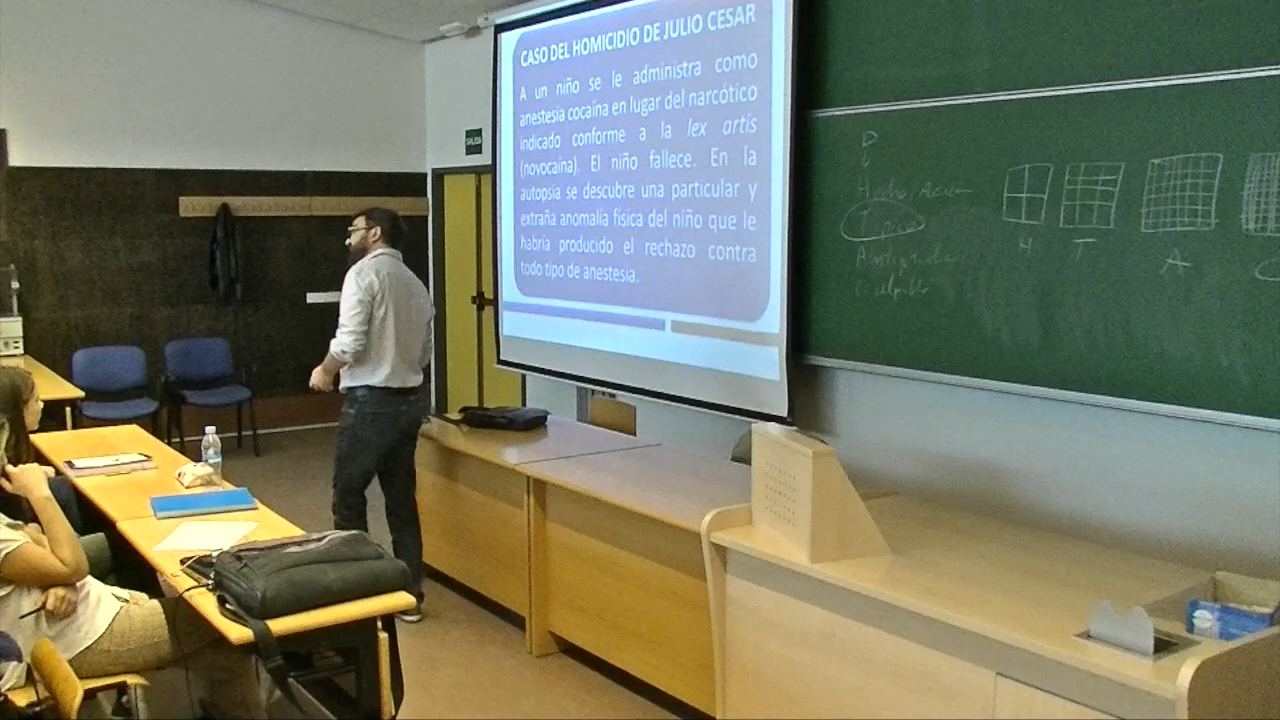 CASO DEL HOMICIDIO DE JULIO CESAR
A un niño se le administra como
anestesia cocaína en lugar del narcótico
indicado conforme a la lex artis
(novocaína). El niño fallece. En la
autopsia se descubre una particular y
extraña anomalía física del niño que le
habría producido el rechazo contra
todo tipo de anestesia.
SALIDA
D
Típica
H T A C